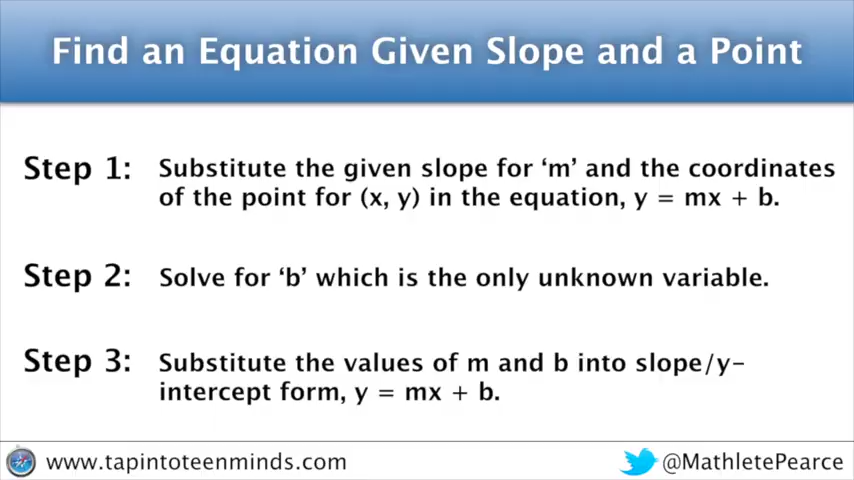 Find an Equation Given Slope and a Point
Step 1: Substitute the given slope for ‘m’ and the coordinates
of the point for (x, y) in the equation, y = mx + b.
Step 2: Solve for ‘b’ which is the only unknown variable.
Step 3: Substitute the values of m and b into slope/y-
intercept form, y = mx + b.
www.tapintoteenminds.com @MathletePearce